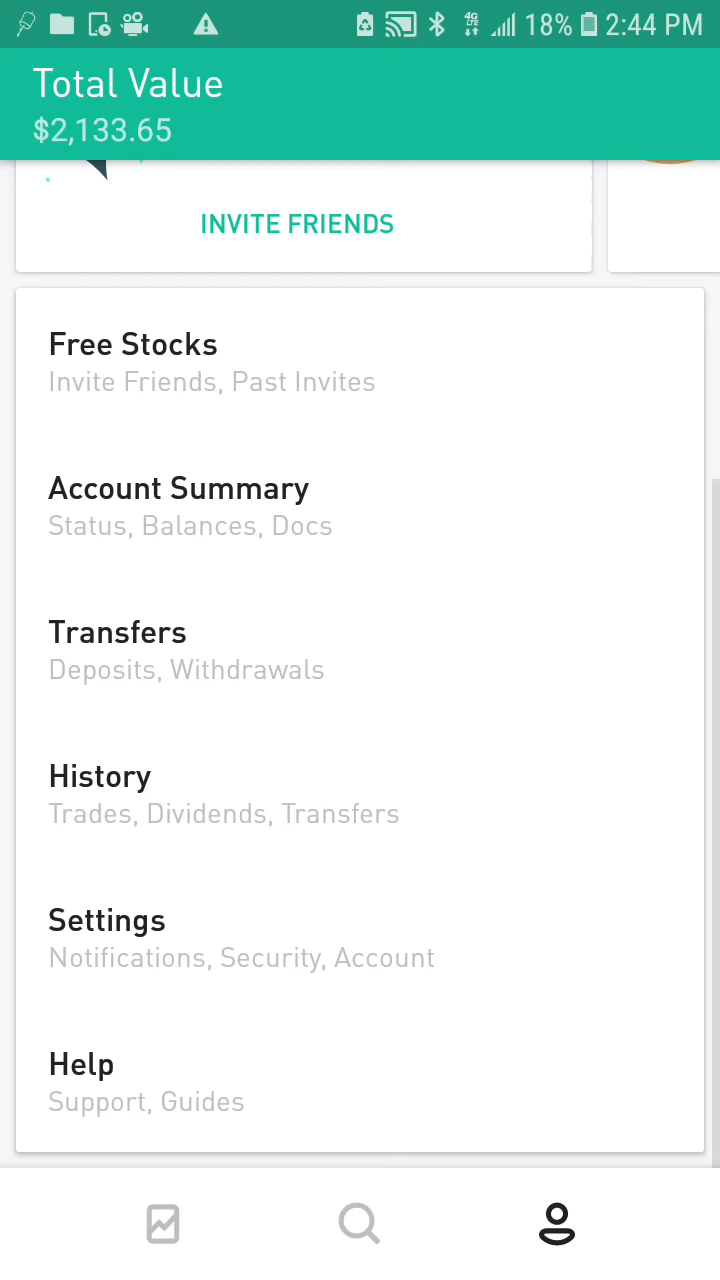 18% 2:44 PM
Total Value
$2,133.65
INVITE FRIENDS
Free Stocks
Invite Friends, Past Invites
Account Summary
Status, Balances, Docs
Transfers
Deposits, Withdrawals
History
Trades, Dividends, Transfers
Settings
Notifications, Security, Account
Help
Support, Guides